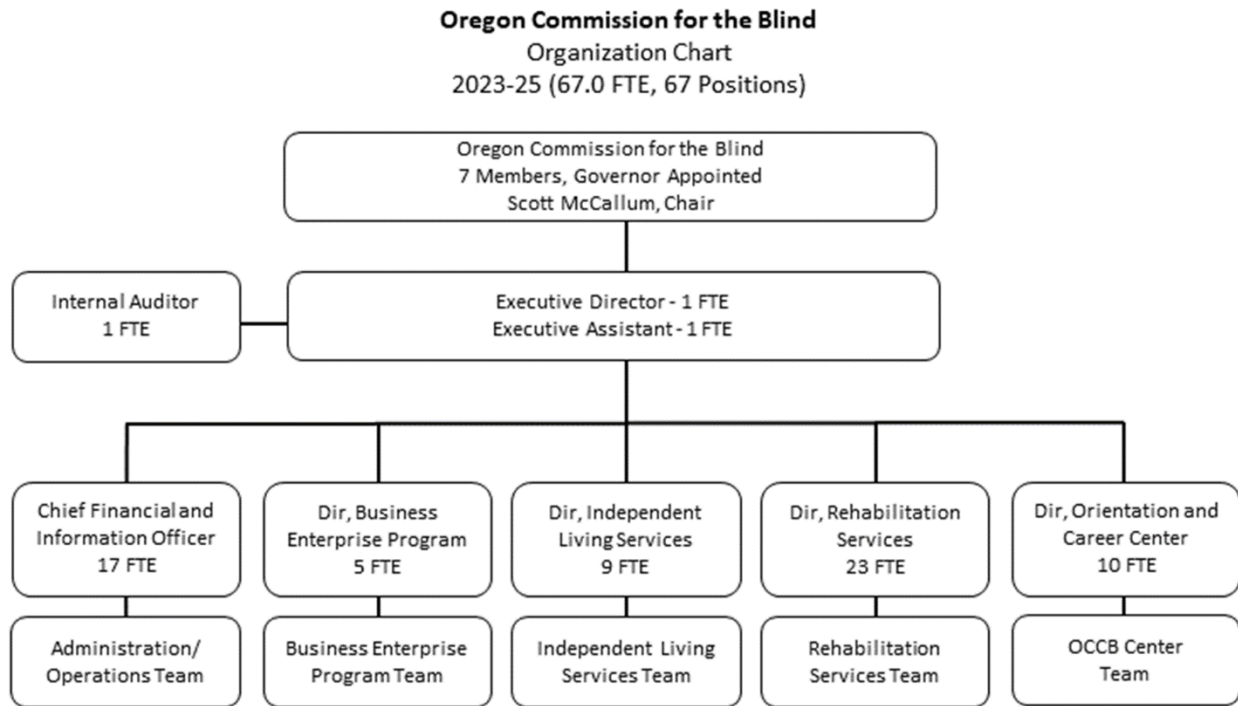 Oregon Commission for the Blind
Organization Chart
2023-25 (67.0 FTE, 67 Positions)
Oregon Commission for the Blind
7 Members, Governor Appointed
Scott McCallum, Chair
Internal Auditor
1 FTE
Executive Director - 1 FTE
Executive Assistant - 1 FTE
Chief Financial and
Information Officer
17 FTE
Dir, Business
Enterprise Program
5 FTE
Dir, Independent
Living Services
9 FTE
Dir, Rehabilitation
Services
23 FTE
Dir, Orientation and
Career Center
10 FTE
Administration/
Operations Team
Business Enterprise
Program Team
Independent Living
Services Team
Rehabilitation
Services Team
OCCB Center
Team